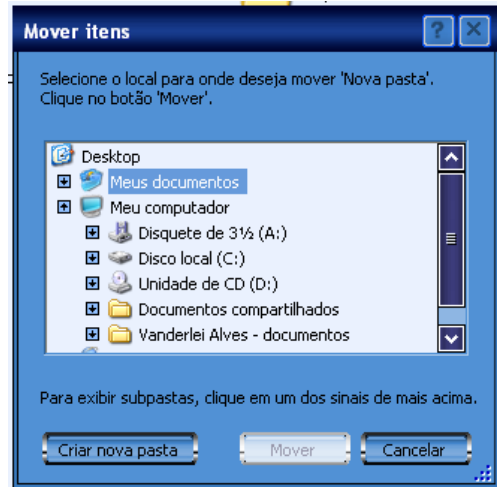 Mover itens
Selecione o local para onde deseja mover 'Nova pasta'.
Clique no botão 'Mover'.
Desktop
Meus documentos
Meu computador
Disquete de 3½ (A:)
Disco local (C:)
Unidade de CD (D:)
Documentos compartilhados
Vanderlei Alves - documentos
Para exibir subpastas, clique em um dos sinais de mais acima.
Criar nova pasta
Mover
Cancelar